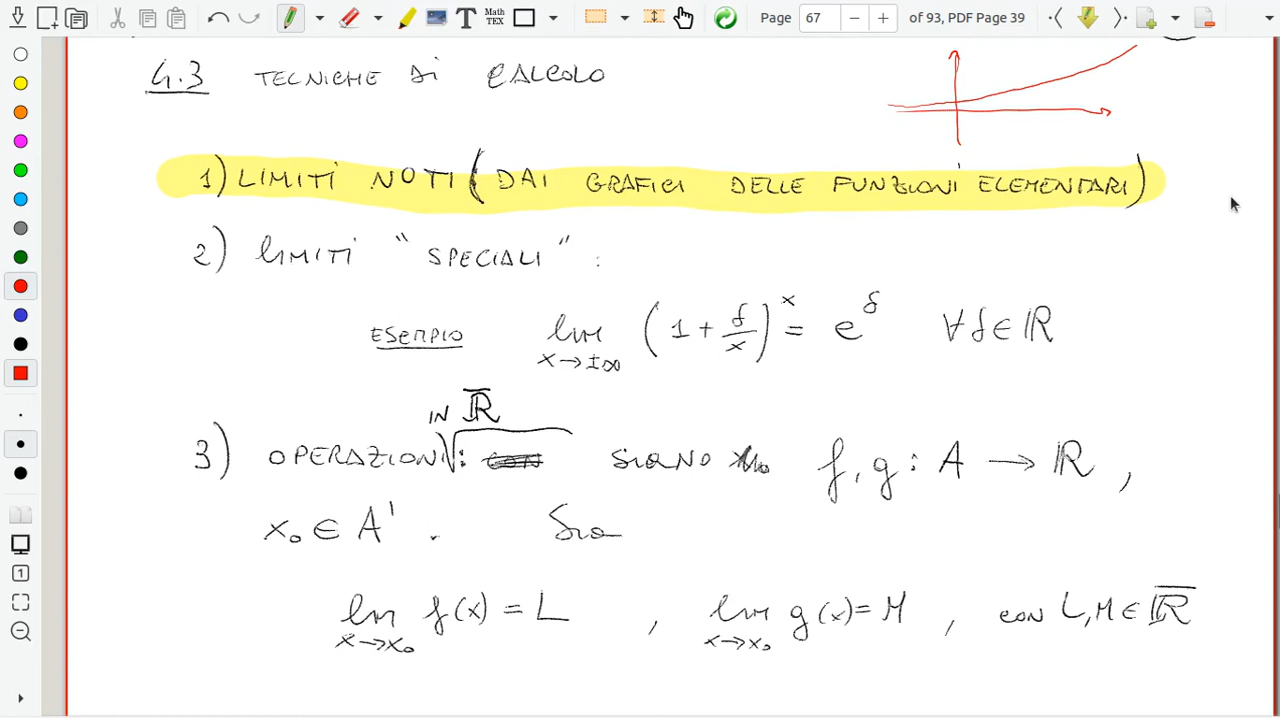 Page 67 of 93, PDF Page 39
4.3 TECNICHE DI CALCOLO
1) LIMITI NOTI (DAI GRAFICI DELLE FUNZIONI ELEMENTARI)
2) LIMITI "SPECIALI" :
ESEMPIO lim x→±∞ (1 + δ/x)^x = e^δ ∀δ∈ℝ
IN ℝ̅
3) OPERAZIONI : SIANO f, g : A → ℝ ,
x₀ ∈ A' . Sia
lim x→x₀ f(x) = L , lim x→x₀ g(x) = M , con L, M ∈ ℝ̅